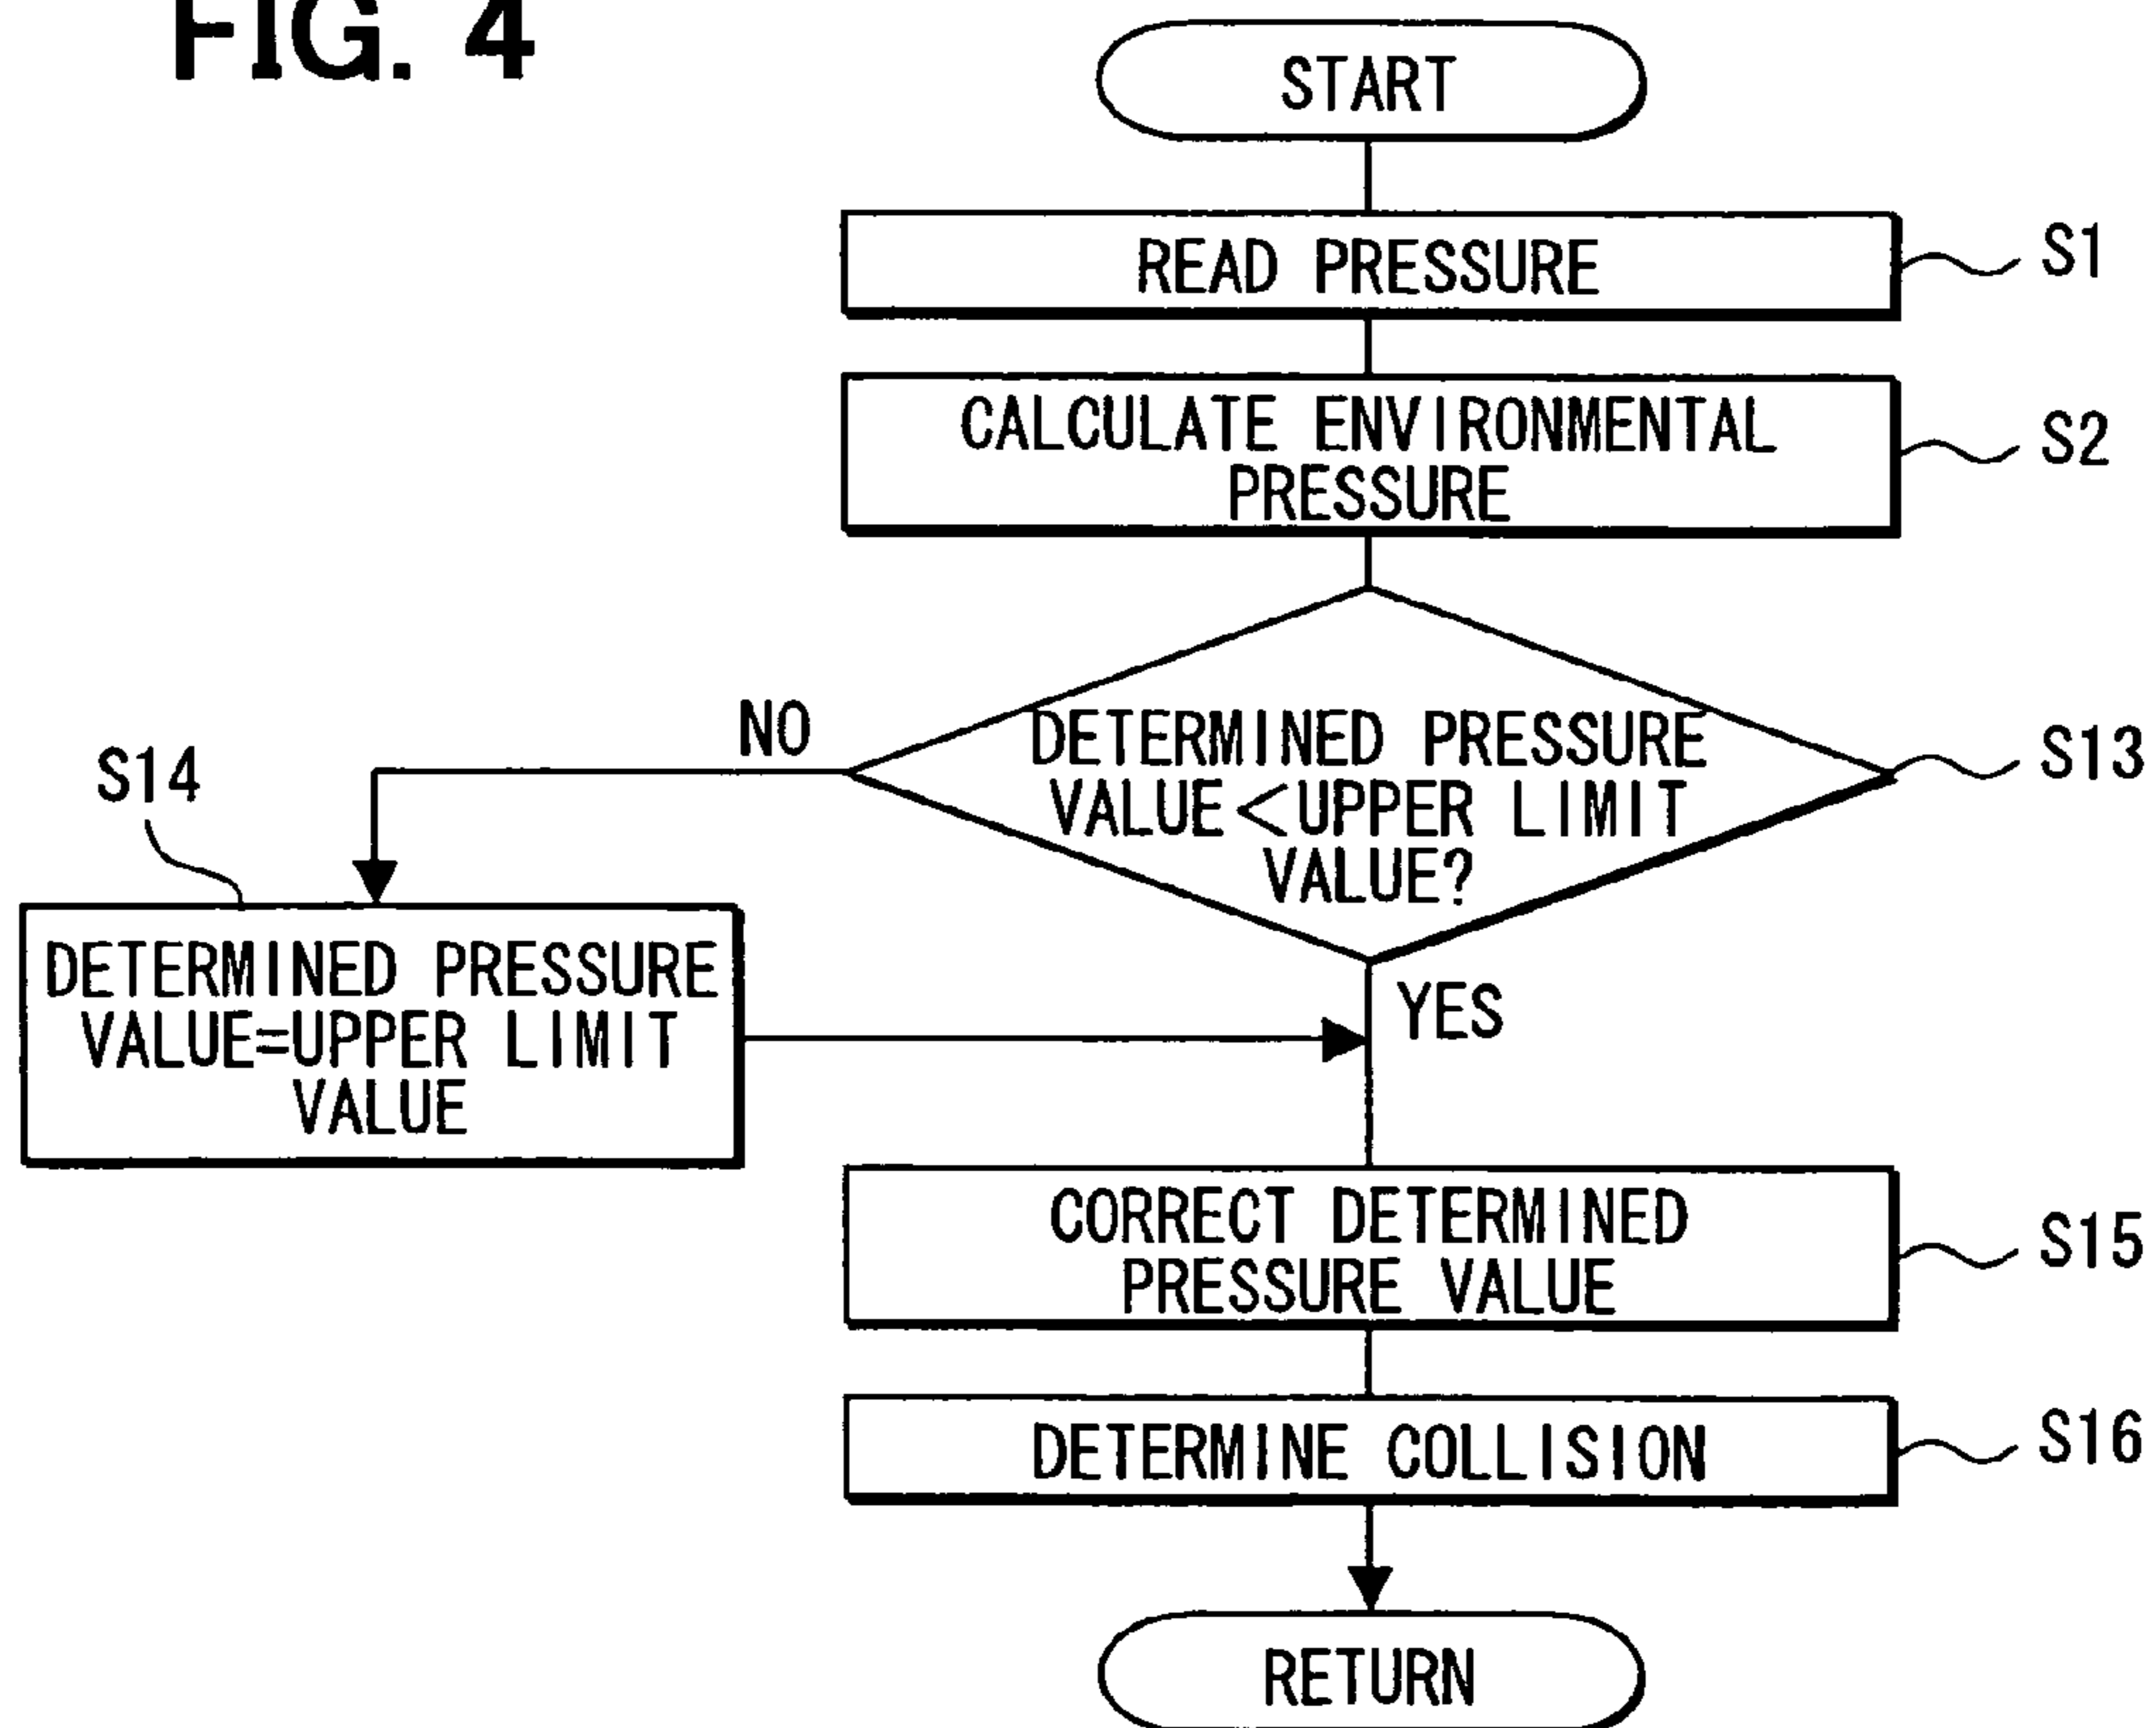 FIG. 4
START
READ PRESSURE
S1
CALCULATE ENVIRONMENTAL
PRESSURE
S2
DETERMINED PRESSURE
VALUE<UPPER LIMIT
VALUE?
S13
NO
S14
DETERMINED PRESSURE
VALUE=UPPER LIMIT
VALUE
YES
CORRECT DETERMINED
PRESSURE VALUE
S15
DETERMINE COLLISION
S16
RETURN